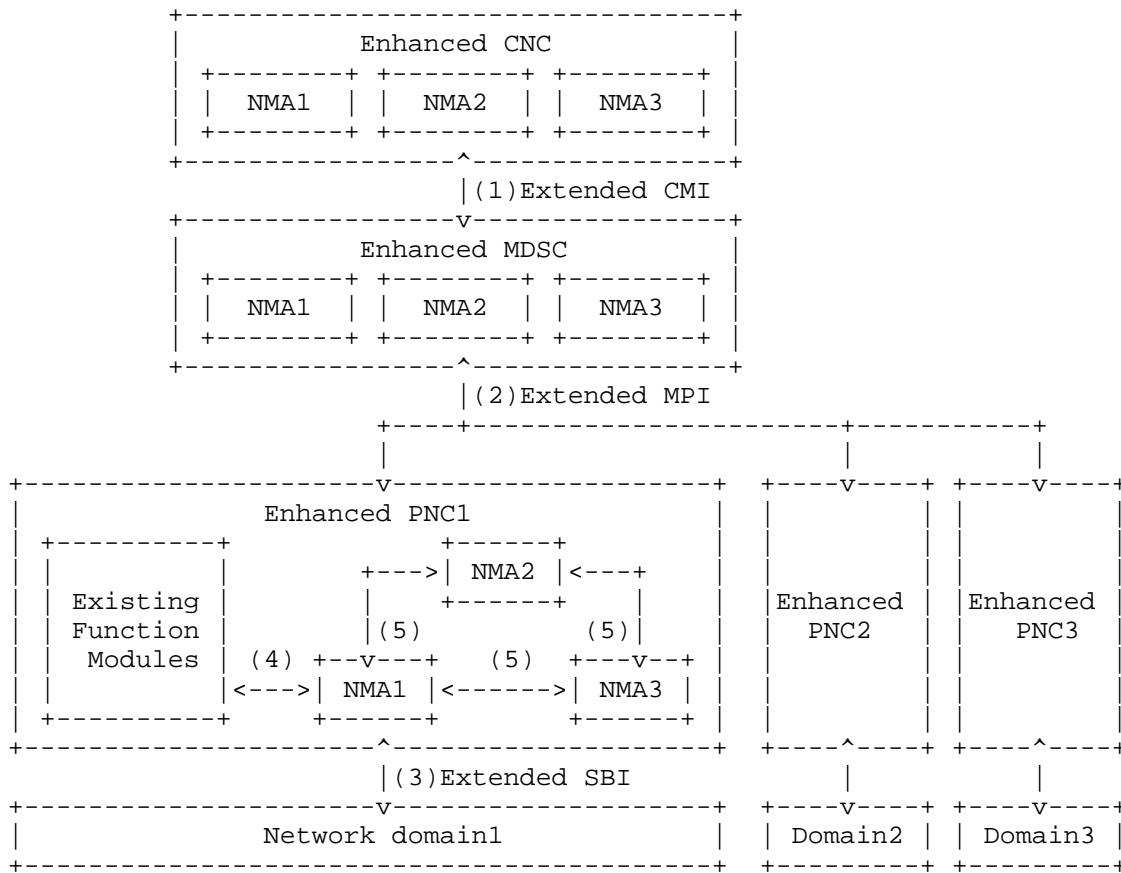 Enhanced CNC
NMA1 NMA2 NMA3
(1)Extended CMI
Enhanced MDSC
NMA1 NMA2 NMA3
(2)Extended MPI
Enhanced PNC1
NMA2
Existing Enhanced Enhanced
Function (5) (5) PNC2 PNC3
Modules (4) (5)
NMA1 NMA3
(3)Extended SBI
Network domain1 Domain2 Domain3